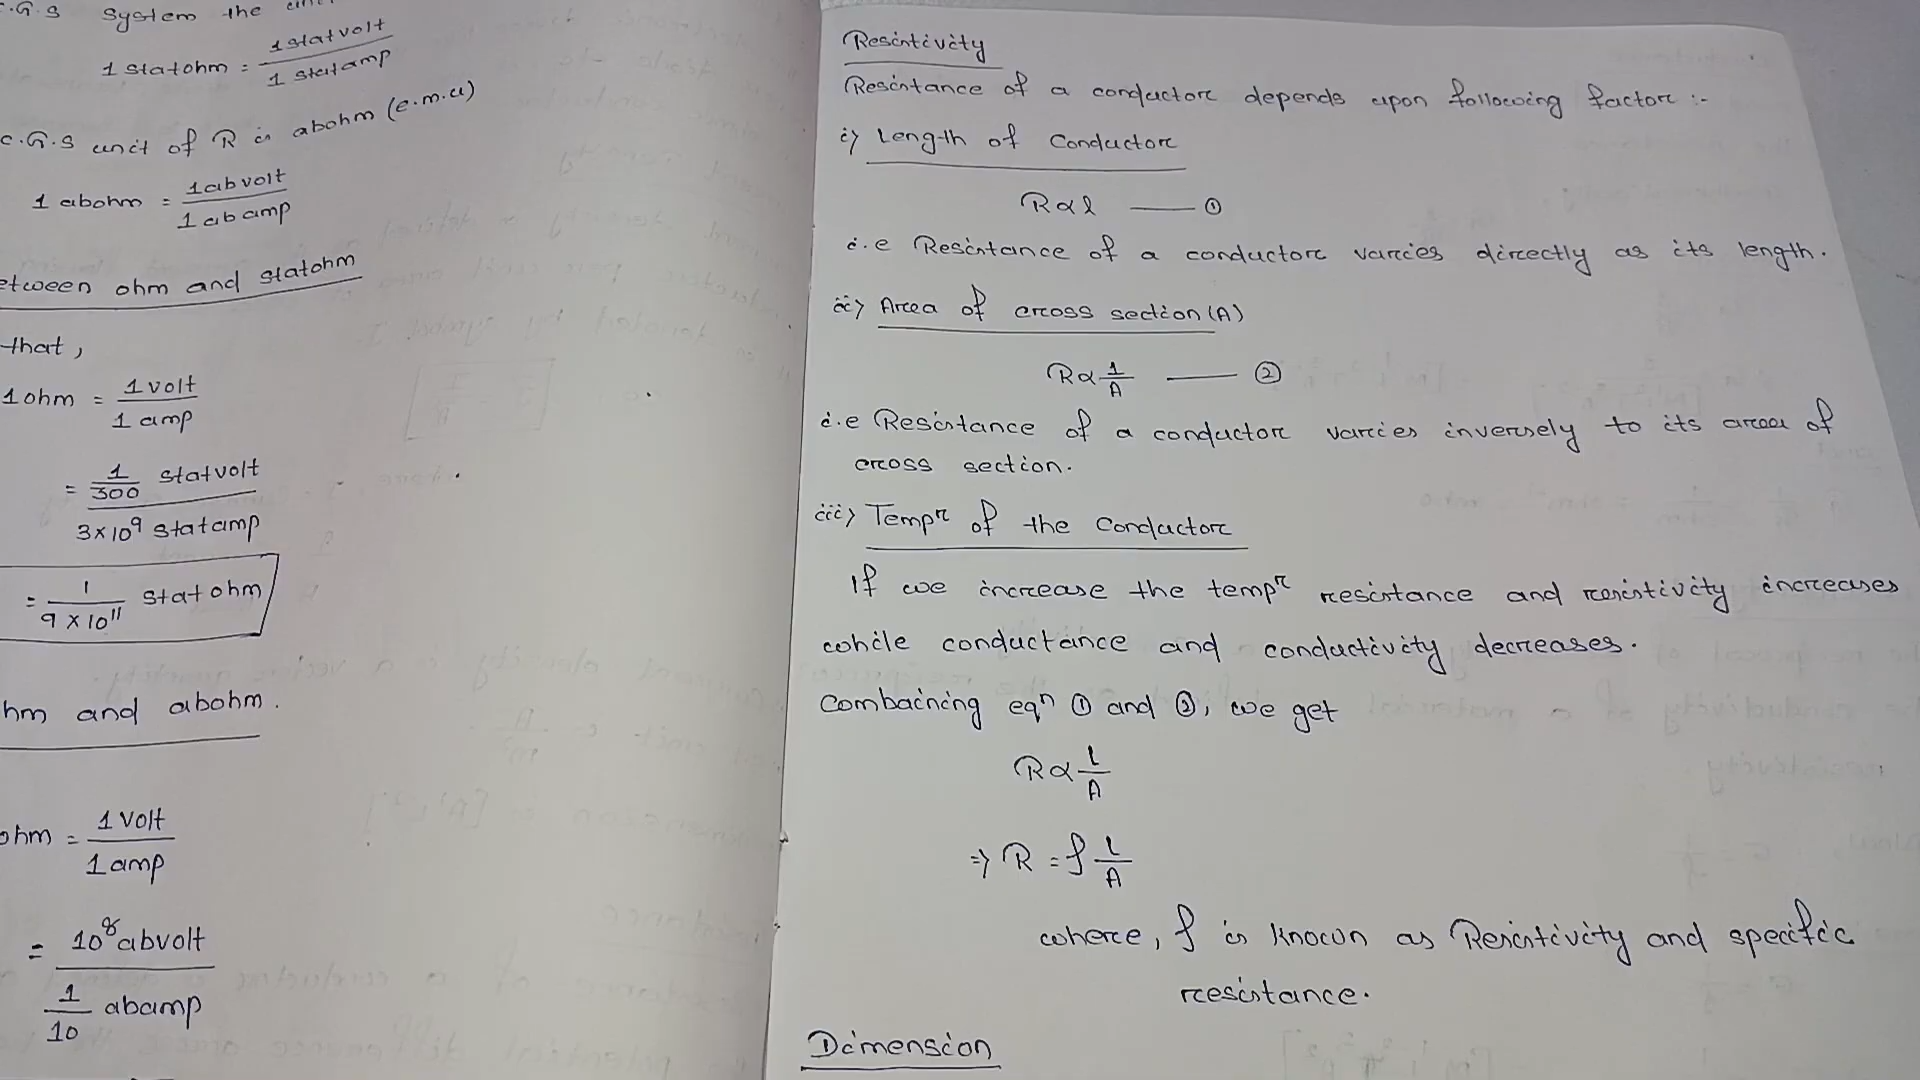 C.G.S system the
1 statohm = 1 statvolt / 1 statamp
C.G.S unit of R is abohm (e.m.u)
1 abohm = 1 abvolt / 1 abamp
etween ohm and statohm
that,
1 ohm = 1 volt / 1 amp
= 1/300 statvolt / 3×10⁹ statamp
= 1 / 9×10¹¹ statohm
hm and abohm.
ohm = 1 volt / 1 amp
= 10⁸ abvolt / 1/10 abamp
Resistivity
Resistance of a conductor depends upon following factor :-
i) Length of Conductor
R∝l —— ①
i.e Resistance of a conductor varies directly as its length.
ii) Area of cross section (A)
R∝ 1/A —— ②
i.e Resistance of a conductor varies inversely to its area of
cross section.
iii) Tempr of the Conductor
If we increase the tempr resistance and resistivity increases
while conductance and conductivity decreases.
Combaining eqn ① and ②, we get
R∝ l/A
⇒ R = ρ l/A
where, ρ is known as Resistivity and specific
resistance.
Dimension